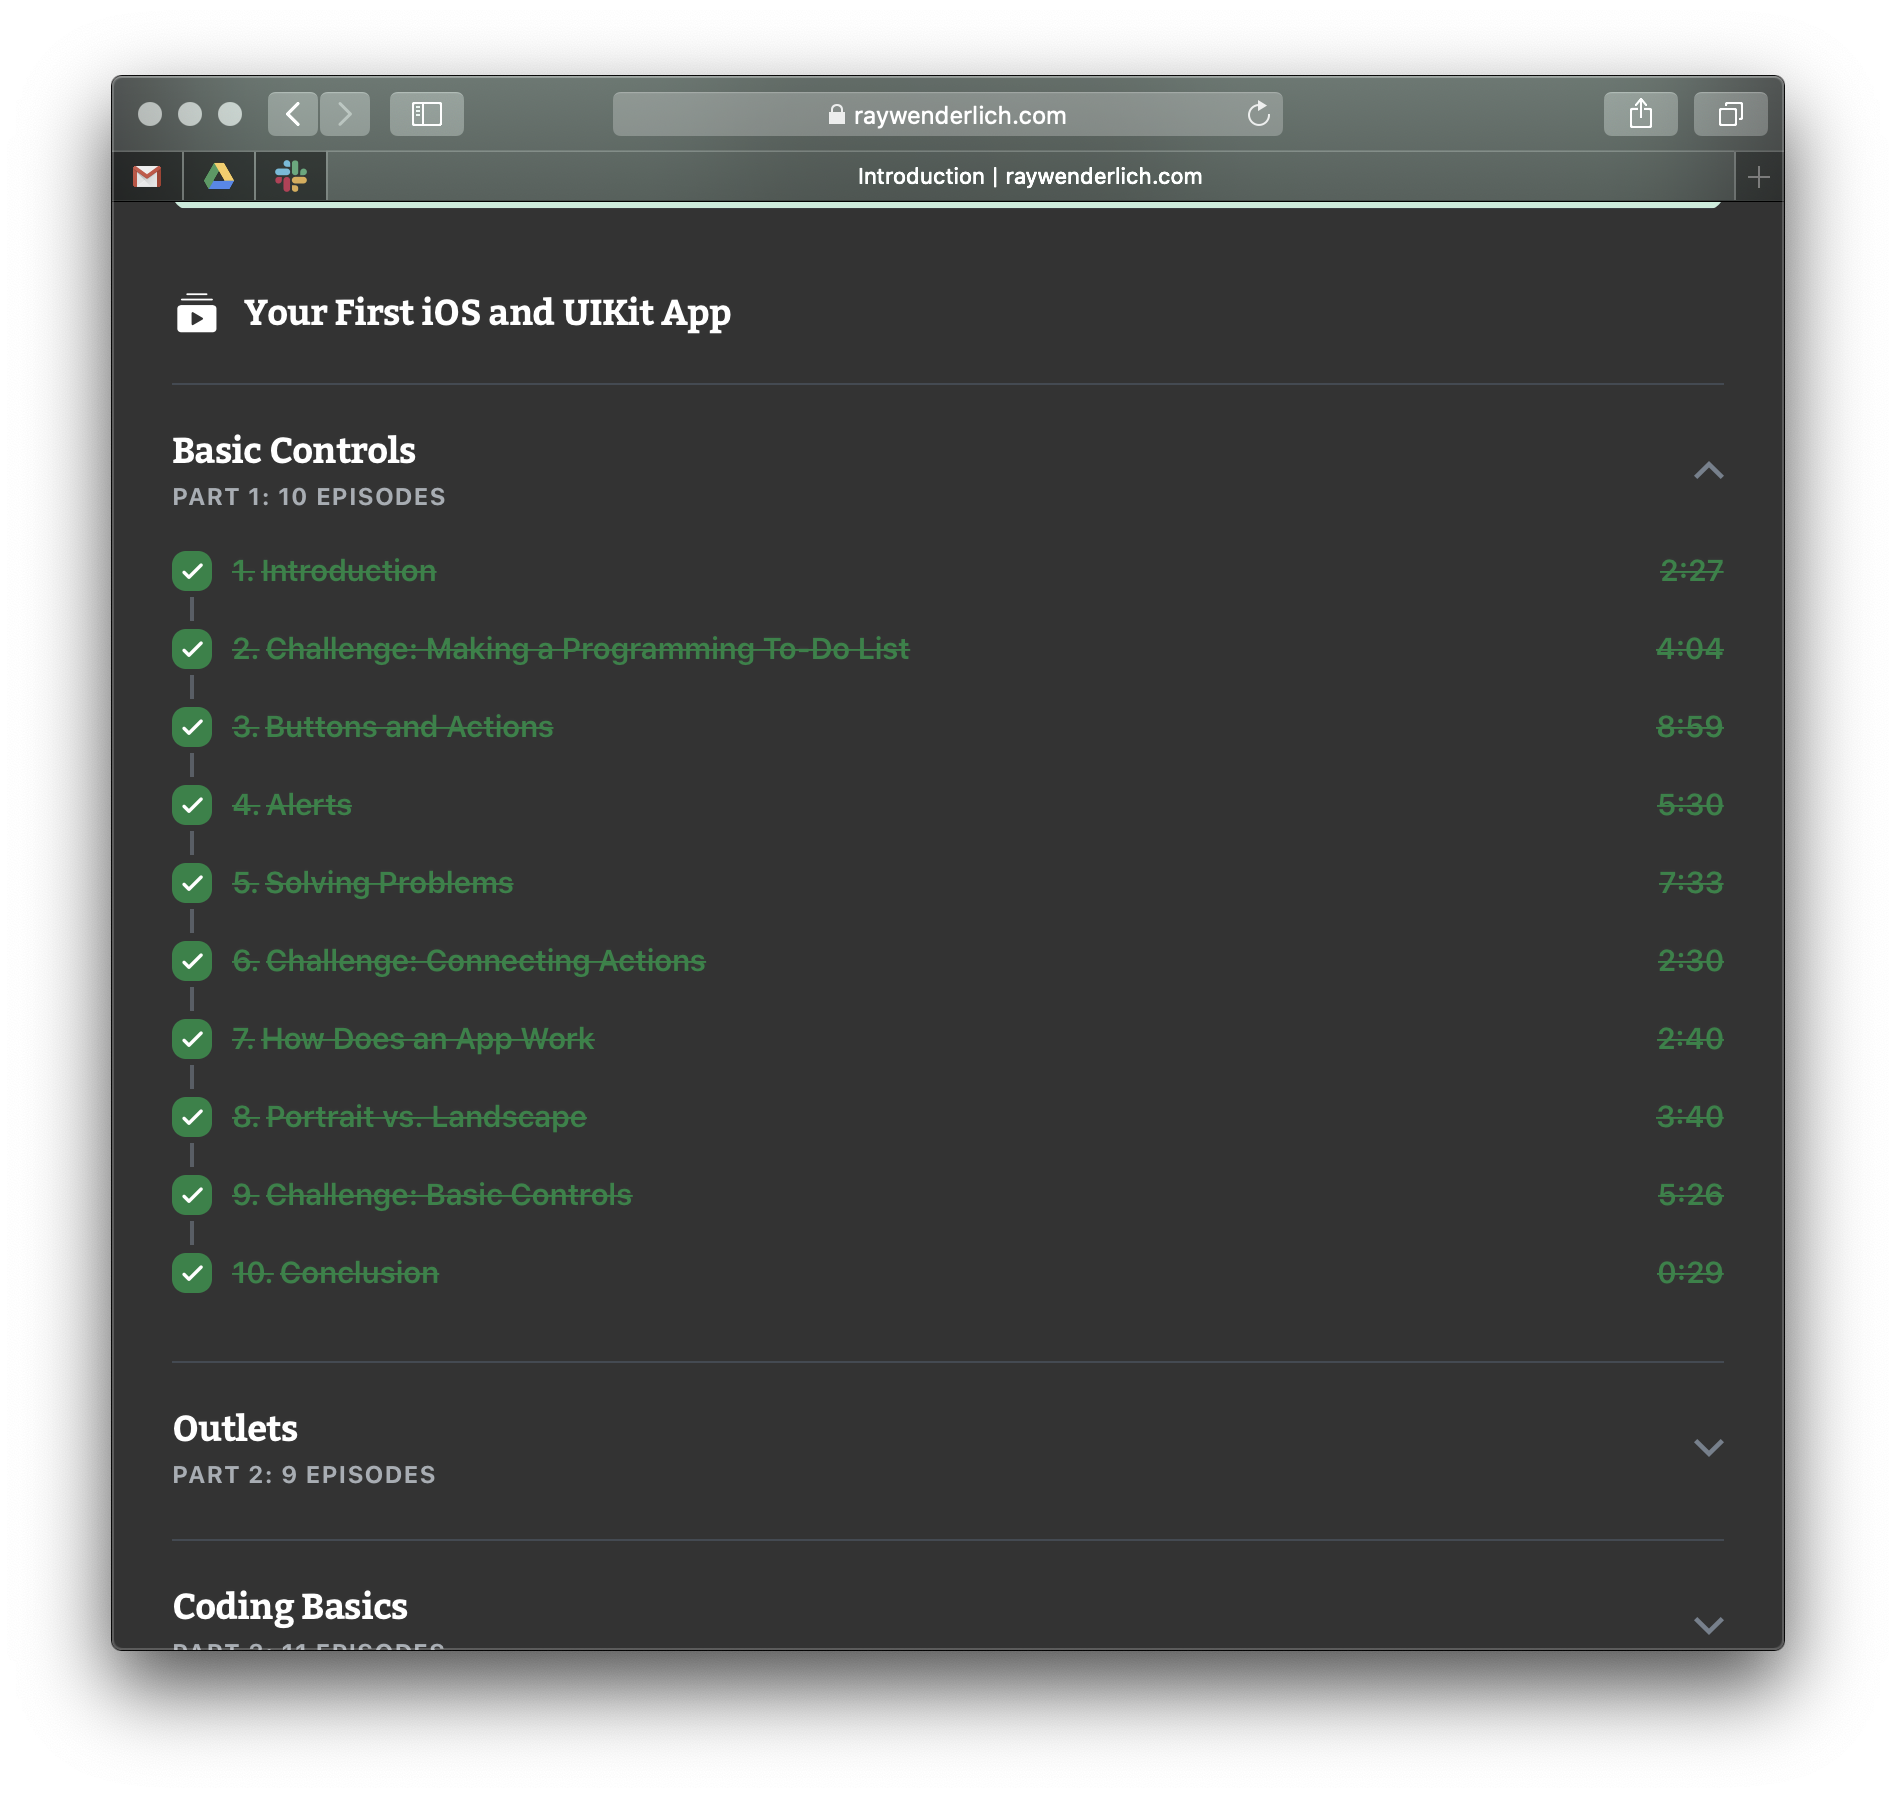 raywenderlich.com
Introduction | raywenderlich.com
Your First iOS and UIKit App
Basic Controls
PART 1: 10 EPISODES
1. Introduction 2:27
2. Challenge: Making a Programming To-Do List 4:04
3. Buttons and Actions 8:59
4. Alerts 5:30
5. Solving Problems 7:33
6. Challenge: Connecting Actions 2:30
7. How Does an App Work 2:40
8. Portrait vs. Landscape 3:40
9. Challenge: Basic Controls 5:26
10. Conclusion 0:29
Outlets
PART 2: 9 EPISODES
Coding Basics
PART 3: 11 EPISODES